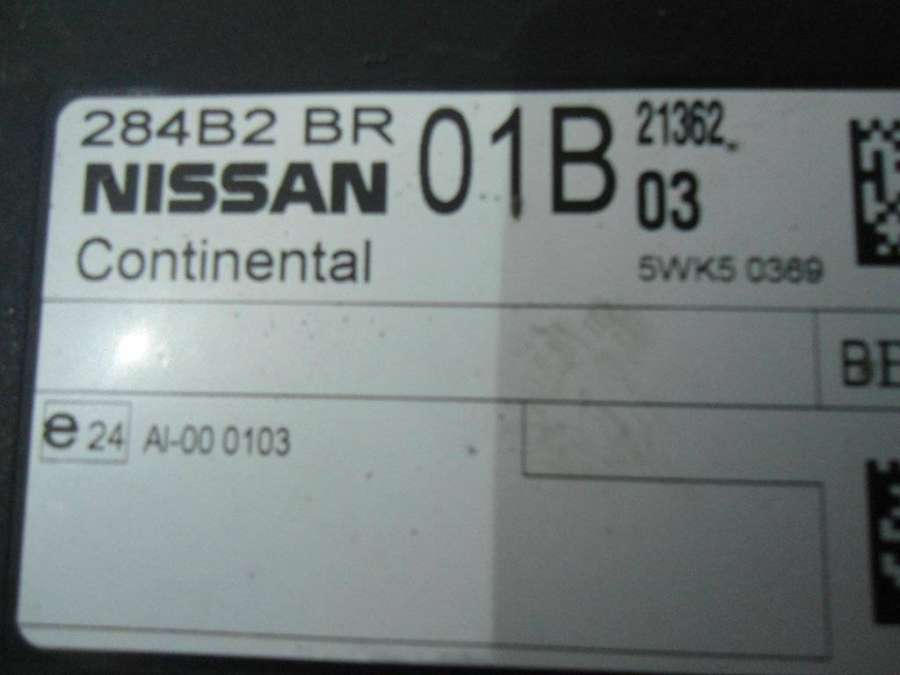 284B2 BR 01B 21362
NISSAN 03
Continental 5WK5 0369
BE
e 24 AI-00 0103